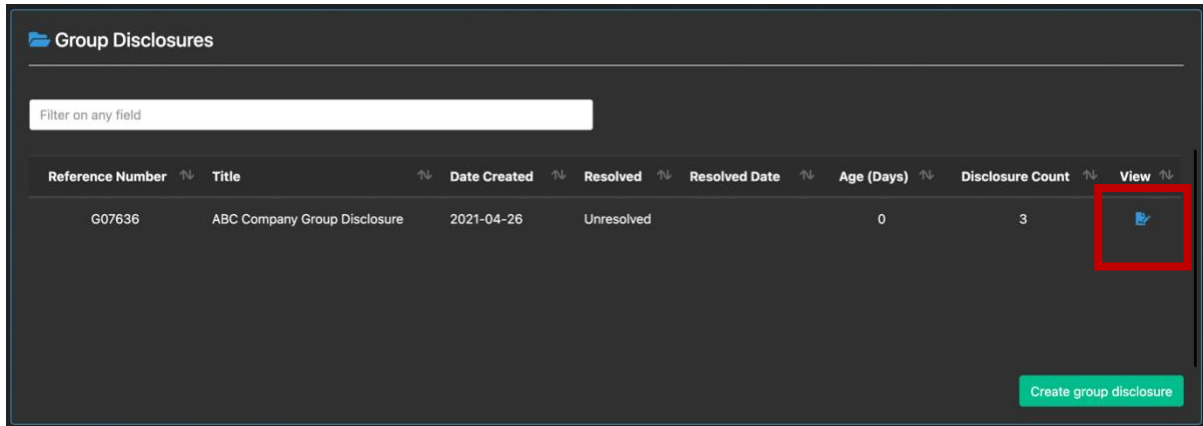 Group Disclosures
Filter on any field
Reference Number Title Date Created Resolved Resolved Date Age (Days) Disclosure Count View
G07636 ABC Company Group Disclosure 2021-04-26 Unresolved 0 3
Create group disclosure